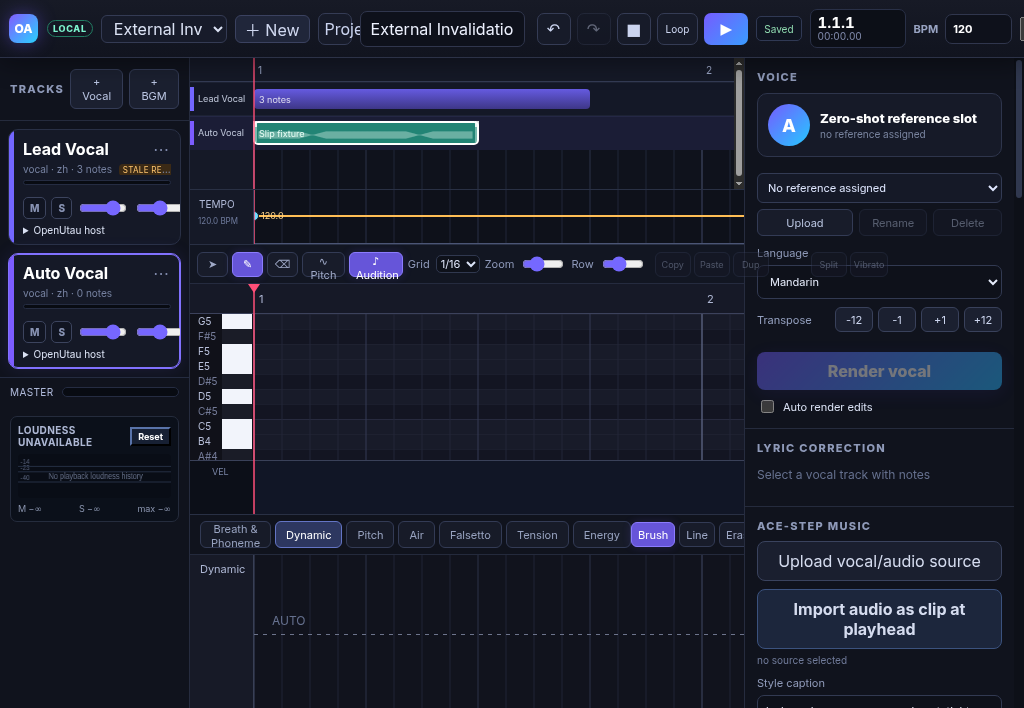 OA LOCAL External Inv + New Proje External Invalidatio ↶ ↷ ■ Loop ▶ Saved 1.1.1 BPM 120
00:00.00
TRACKS
+ Vocal
+ BGM
Lead Vocal ...
vocal · zh · 3 notes STALE RE...
M S
▶ OpenUtau host
Auto Vocal ...
vocal · zh · 0 notes
M S
▶ OpenUtau host
MASTER
LOUDNESS
UNAVAILABLE
Reset
-14
-23
-40
No playback loudness history
M -∞ S -∞ max -∞
1 2
Lead Vocal 3 notes
Auto Vocal Slip fixture
TEMPO
120.0 BPM
120.0
Pitch
Audition
Grid 1/16 Zoom Row Copy Paste Dup Split Vibrato
1 2
G5
F#5
F5
E5
D#5
D5
C#5
C5
B4
A#4
VEL
Breath &
Phoneme
Dynamic Pitch Air Falsetto Tension Energy Brush Line Era
Dynamic
AUTO
VOICE
A
Zero-shot reference slot
no reference assigned
No reference assigned
Upload Rename Delete
Language
Mandarin
Transpose -12 -1 +1 +12
Render vocal
Auto render edits
LYRIC CORRECTION
Select a vocal track with notes
ACE-STEP MUSIC
Upload vocal/audio source
Import audio as clip at
playhead
no source selected
Style caption